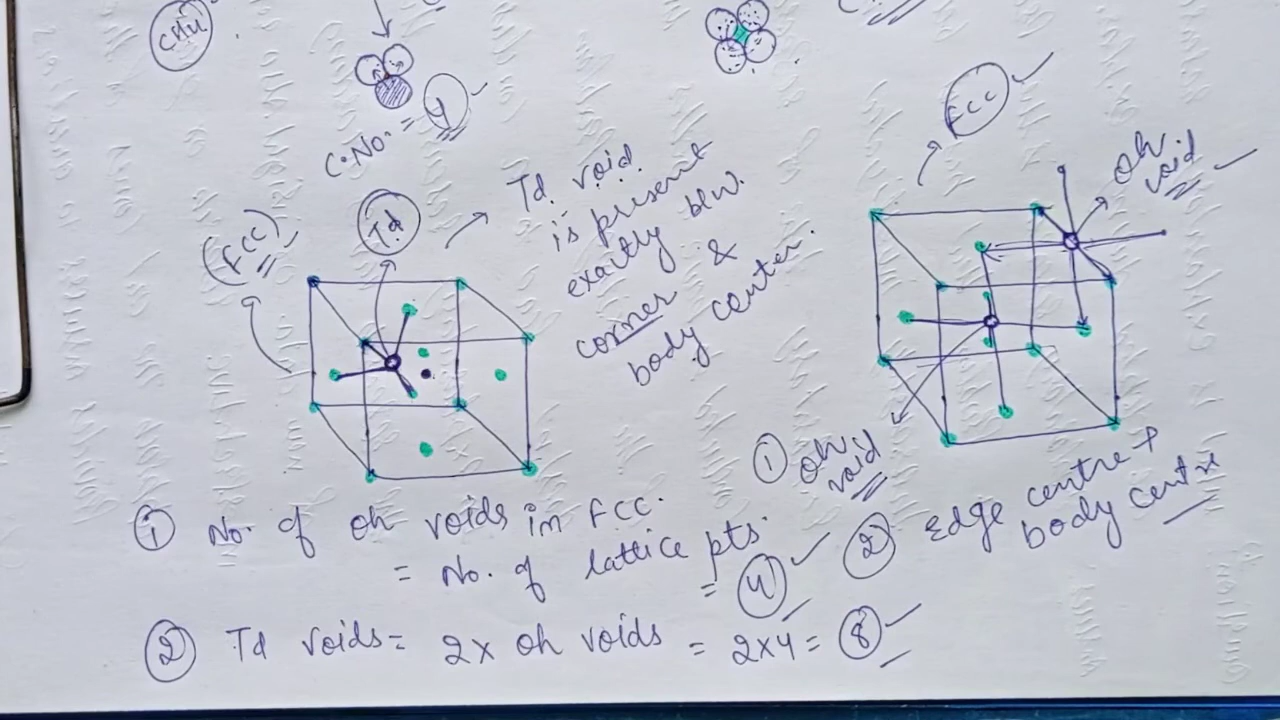 C.No. = 4
(FCC)
Td
Td. void
is present
exactly b/w.
corner &
body center.
FCC
Oh.
void
① Oh
void
② Edge centre +
body centre
① No. of oh voids in FCC.
= No. of lattice pts.
= 4
② Td voids = 2x oh voids = 2x4 = 8